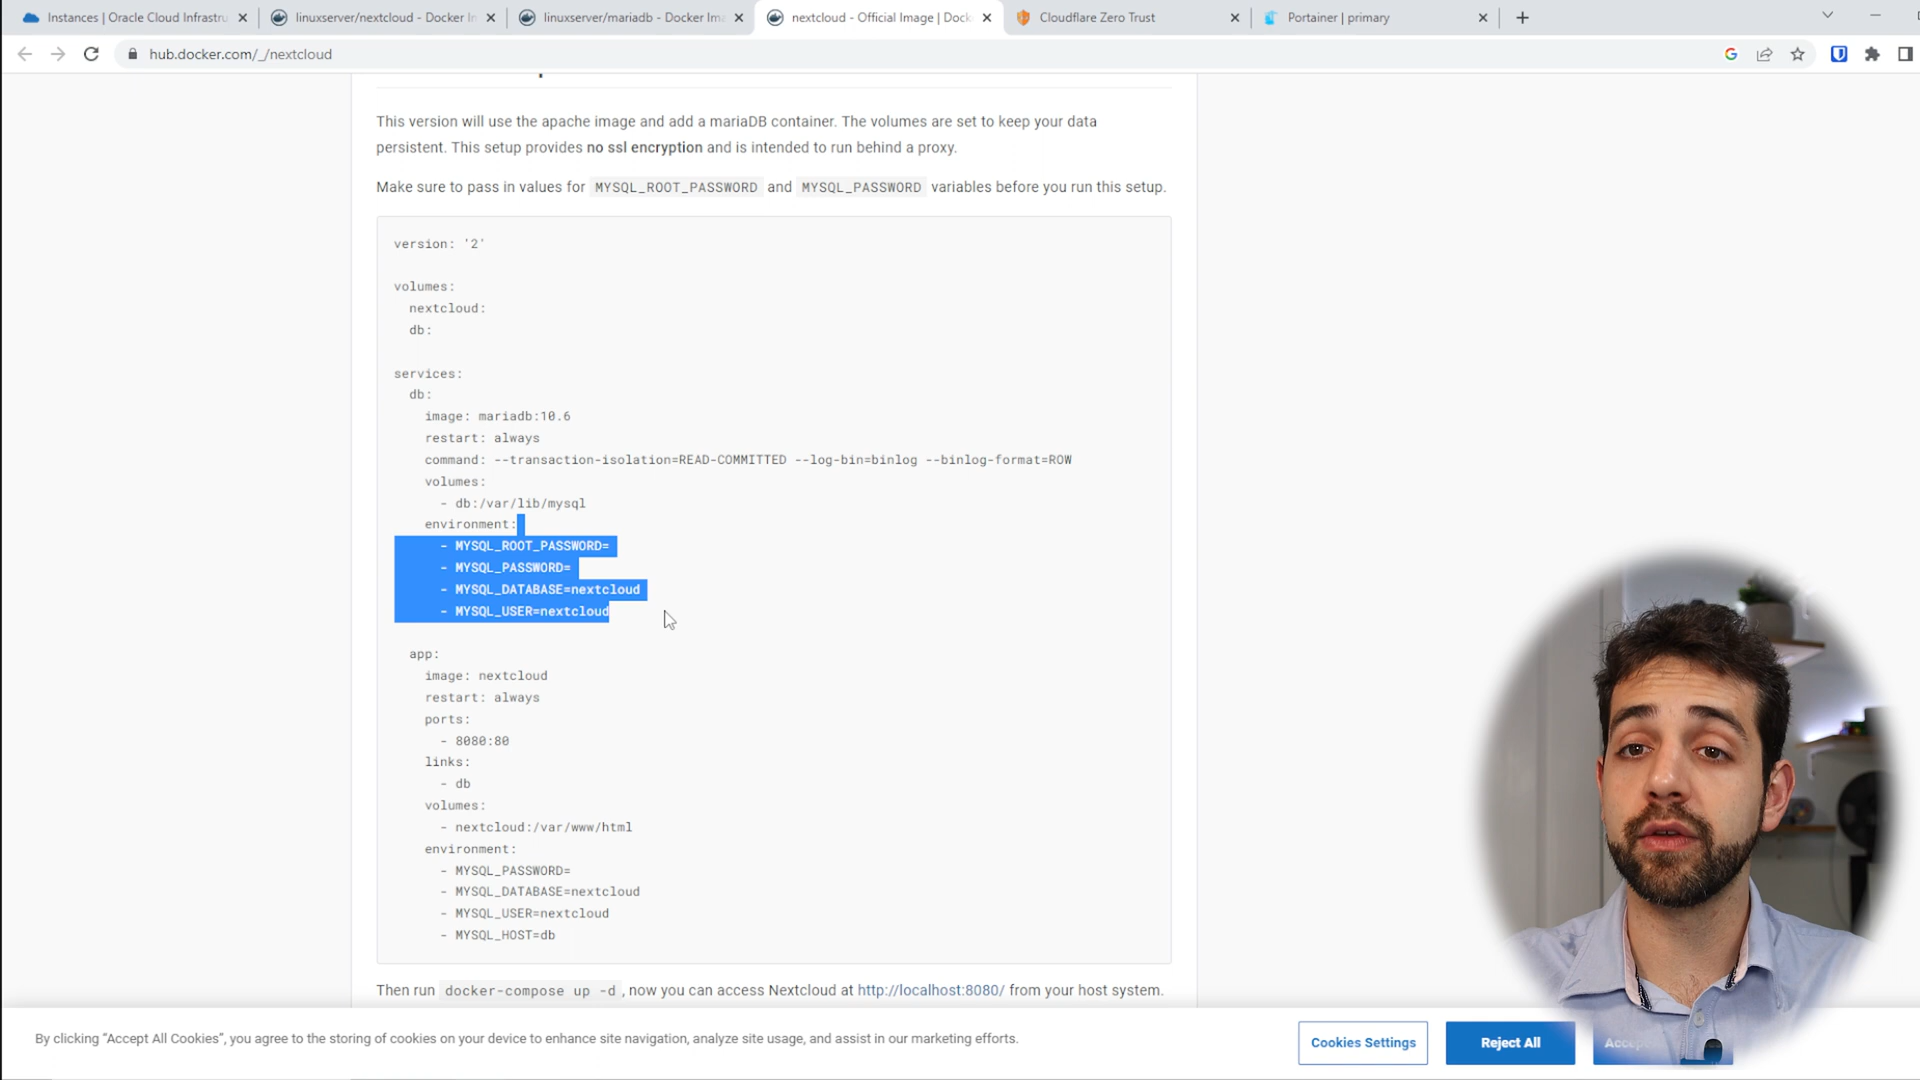 Instances | Oracle Cloud Infrastru
linuxserver/nextcloud - Docker In
linuxserver/mariadb - Docker Ima
nextcloud - Official Image | Dock
Cloudflare Zero Trust
Portainer | primary
hub.docker.com/_/nextcloud
This version will use the apache image and add a mariaDB container. The volumes are set to keep your data
persistent. This setup provides no ssl encryption and is intended to run behind a proxy.
Make sure to pass in values for MYSQL_ROOT_PASSWORD and MYSQL_PASSWORD variables before you run this setup.
version: '2'
volumes:
nextcloud:
db:
services:
db:
image: mariadb:10.6
restart: always
command: --transaction-isolation=READ-COMMITTED --log-bin=binlog --binlog-format=ROW
volumes:
- db:/var/lib/mysql
environment:
- MYSQL_ROOT_PASSWORD=
- MYSQL_PASSWORD=
- MYSQL_DATABASE=nextcloud
- MYSQL_USER=nextcloud
app:
image: nextcloud
restart: always
ports:
- 8080:80
links:
- db
volumes:
- nextcloud:/var/www/html
environment:
- MYSQL_PASSWORD=
- MYSQL_DATABASE=nextcloud
- MYSQL_USER=nextcloud
- MYSQL_HOST=db
Then run docker-compose up -d , now you can access Nextcloud at http://localhost:8080/ from your host system.
By clicking “Accept All Cookies”, you agree to the storing of cookies on your device to enhance site navigation, analyze site usage, and assist in our marketing efforts.
Cookies Settings
Reject All